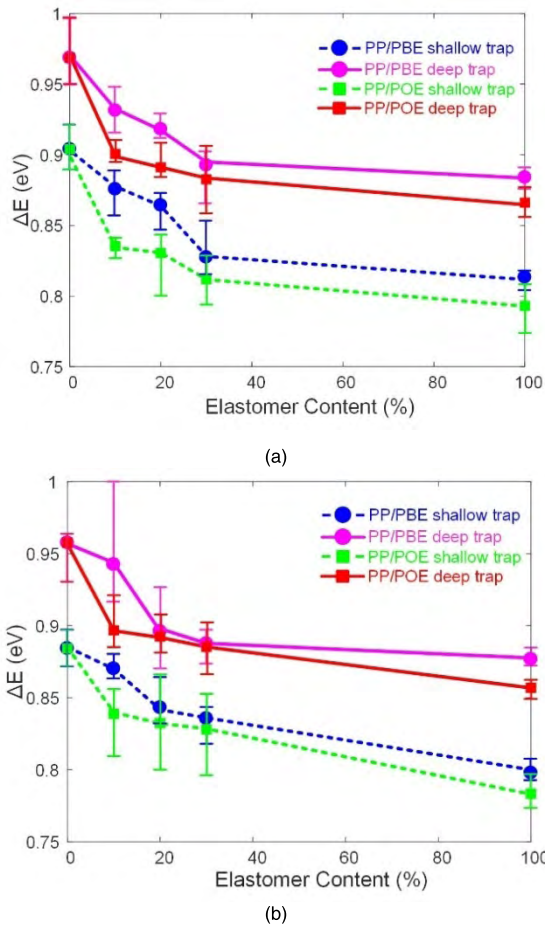 1
PP/PBE shallow trap
PP/PBE deep trap
PP/POE shallow trap
PP/POE deep trap
0.95
0.9
0.85
0.8
0.75
ΔE (eV)
0 20 40 60 80 100
Elastomer Content (%)
(a)
1
PP/PBE shallow trap
PP/PBE deep trap
PP/POE shallow trap
PP/POE deep trap
0.95
0.9
0.85
0.8
0.75
ΔE (eV)
0 20 40 60 80 100
Elastomer Content (%)
(b)